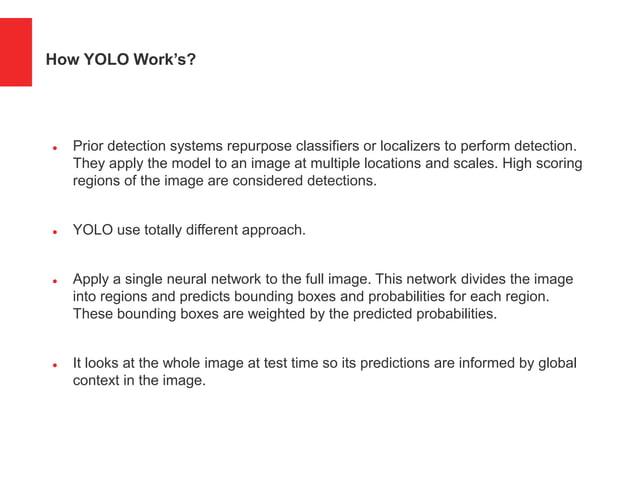 How YOLO Work’s?
Prior detection systems repurpose classifiers or localizers to perform detection.
They apply the model to an image at multiple locations and scales. High scoring
regions of the image are considered detections.
YOLO use totally different approach.
Apply a single neural network to the full image. This network divides the image
into regions and predicts bounding boxes and probabilities for each region.
These bounding boxes are weighted by the predicted probabilities.
It looks at the whole image at test time so its predictions are informed by global
context in the image.